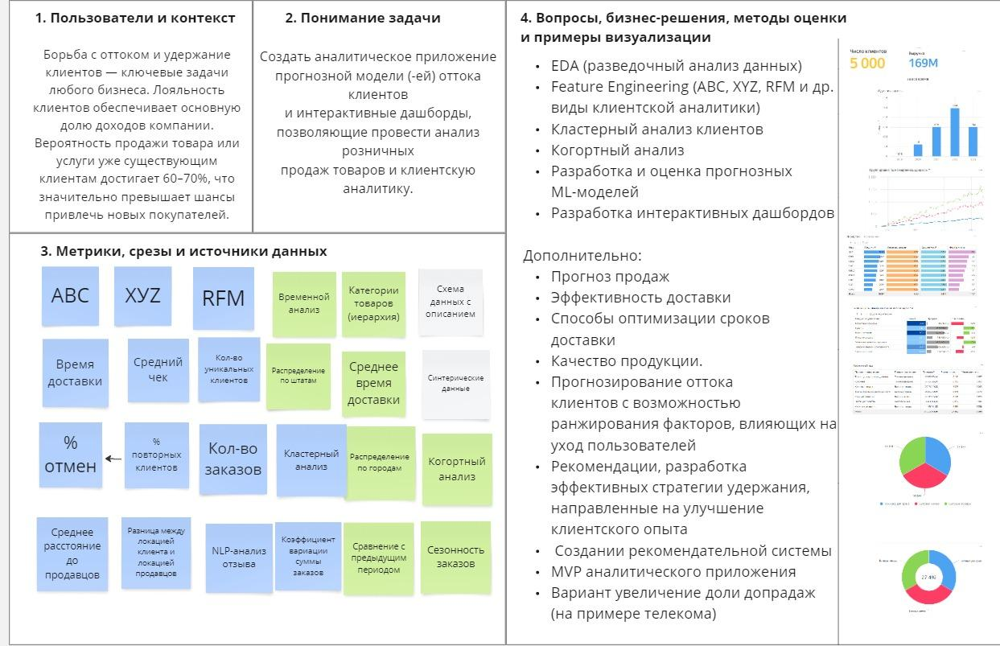 1. Пользователи и контекст
Борьба с оттоком и удержание
клиентов — ключевые задачи
любого бизнеса. Лояльность
клиентов обеспечивает основную
долю доходов компании.
Вероятность продажи товара или
услуги уже существующим
клиентам достигает 60–70%, что
значительно превышает шансы
привлечь новых покупателей.
2. Понимание задачи
Создать аналитическое приложение
прогнозной модели (-ей) оттока
клиентов
и интерактивные дашборды,
позволяющие провести анализ
розничных
продаж товаров и клиентскую
аналитику.
3. Метрики, срезы и источники данных
ABC
XYZ
RFM
Временной
анализ
Категории
товаров
(иерархия)
Схема
данных с
описанием
Время
доставки
Средний
чек
Кол-во
уникальных
клиентов
Распределение
по штатам
Среднее
время
доставки
Синтерические
данные
%
отмен
%
повторных
клиентов
Кол-во
заказов
Кластерный
анализ
Распределение
по городам
Когортный
анализ
Среднее
расстояние
до
продавцов
Разница между
локацией
клиента и
локацией
продавцов
NLP-анализ
отзыва
Коэффициент
вариации
суммы
заказов
Сравнение с
предыдущим
периодом
Сезонность
заказов
4. Вопросы, бизнес-решения, методы оценки
и примеры визуализации
• EDA (разведочный анализ данных)
• Feature Engineering (ABC, XYZ, RFM и др.
виды клиентской аналитики)
• Кластерный анализ клиентов
• Когортный анализ
• Разработка и оценка прогнозных
ML-моделей
• Разработка интерактивных дашбордов
Дополнительно:
• Прогноз продаж
• Эффективность доставки
• Способы оптимизации сроков
доставки
• Качество продукции.
• Прогнозирование оттока
клиентов с возможностью
ранжирования факторов, влияющих на
уход пользователей
• Рекомендации, разработка
эффективных стратегии удержания,
направленные на улучшение
клиентского опыта
• Создании рекомендательной системы
• MVP аналитического приложения
• Вариант увеличение доли допрадаж
(на примере телекома)
Число клиентов
5 000
Выручка
169M
27 492